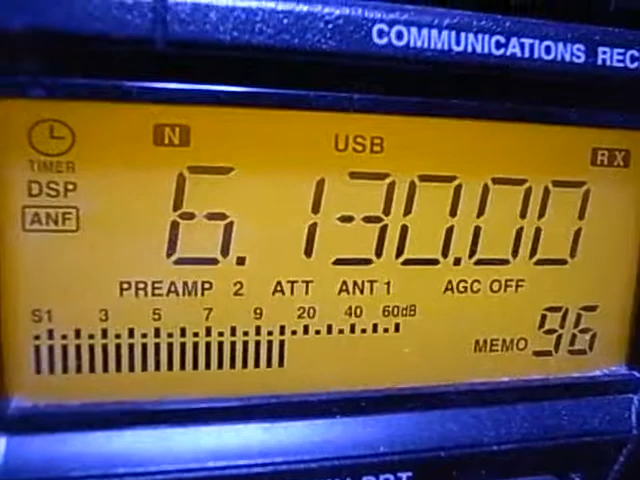 COMMUNICATIONS REC
N USB RX
TIMER
DSP
ANF
6.130.00
PREAMP 2 ATT ANT 1 AGC OFF
S1 3 5 7 9 20 40 60dB
MEMO 96